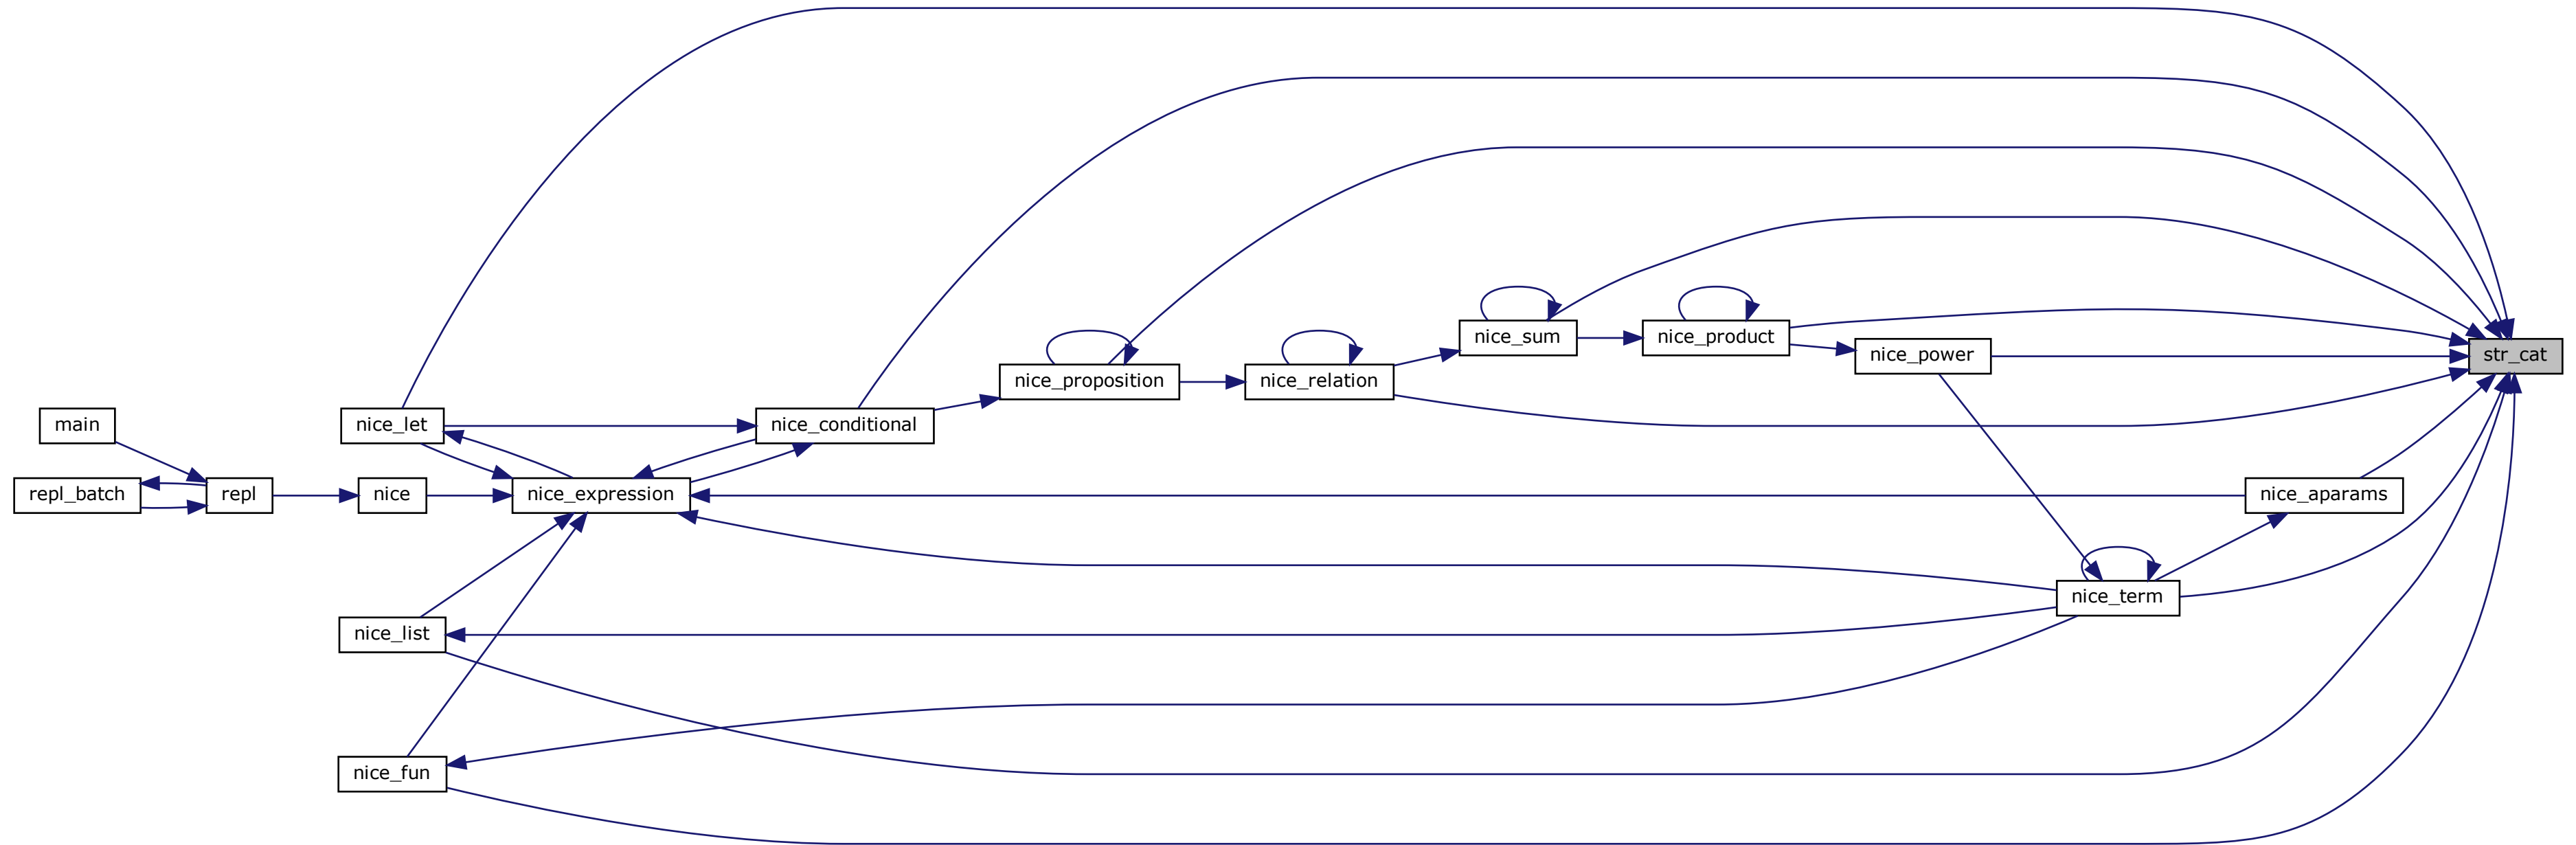 nice_sum
nice_product
nice_power
str_cat
nice_proposition
nice_relation
main
nice_let
nice_conditional
repl_batch
repl
nice
nice_expression
nice_aparams
nice_term
nice_list
nice_fun